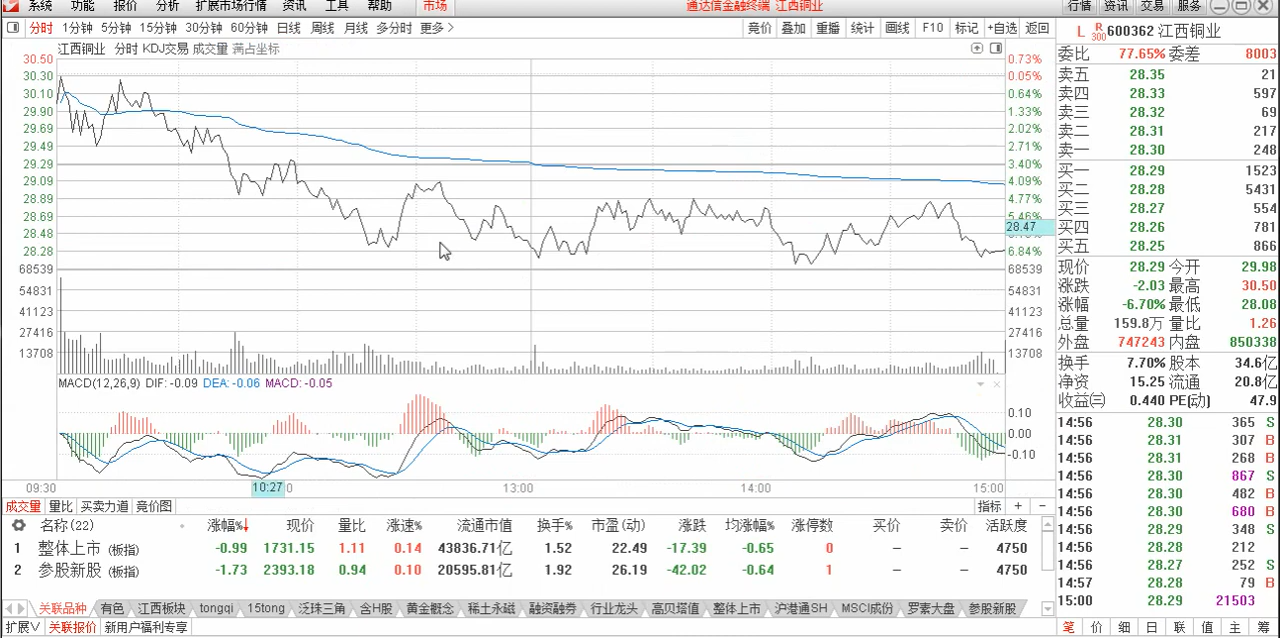 系统 功能 报价 分析 扩展市场行情 资讯 工具 帮助 市场 通达信金融终端 江西铜业 行情 资讯 交易 服务
分时 1分钟 5分钟 15分钟 30分钟 60分钟 日线 周线 月线 多分时 更多> 竞价 叠加 重播 统计 画线 F10 标记 +自选 返回
江西铜业 分时 KDJ交易 成交量 满占坐标
30.50 0.73%
30.30 0.05%
30.10 0.64%
29.90 1.33%
29.69 2.02%
29.49 2.71%
29.29 3.40%
29.09 4.09%
28.89 4.77%
28.69 5.46%
28.47
28.48
28.28 6.84%
68539 68539
54831 54831
41123 41123
27416 27416
13708 13708
MACD(12,26,9) DIF: -0.09 DEA: -0.06 MACD: -0.05
0.10
0.00
-0.10
09:30 10:27 0 13:00 14:00 15:00
L R 300 600362 江西铜业
委比 77.65% 委差 8003
卖五 28.35 21
卖四 28.33 597
卖三 28.32 69
卖二 28.31 217
卖一 28.30 248
买一 28.29 1523
买二 28.28 5431
买三 28.27 554
买四 28.26 781
买五 28.25 866
现价 28.29 今开 29.98
涨跌 -2.03 最高 30.50
涨幅 -6.70% 最低 28.08
总量 159.8万 量比 1.26
外盘 747243 内盘 850338
换手 7.70% 股本 34.6亿
净资 15.25 流通 20.8亿
收益(三) 0.440 PE(动) 47.9
14:56 28.30 365 S
14:56 28.31 307 B
14:56 28.31 268 B
14:56 28.30 867 S
14:56 28.30 482 B
14:56 28.30 680 B
14:56 28.29 348 S
14:56 28.28 212
14:56 28.27 252 S
14:57 28.28 79 B
15:00 28.29 21503
成交量 量比 买卖力道 竞价图 指标 + −
名称(22) 涨幅%↓ 现价 量比 涨速% 流通市值 换手% 市盈(动) 涨跌 均涨幅% 涨停数 买价 卖价 活跃度
1 整体上市 (板指) -0.99 1731.15 1.11 0.14 43836.71亿 1.52 22.49 -17.39 -0.65 0 — — 4750
2 参股新股 (板指) -1.73 2393.18 0.94 0.10 20595.81亿 1.92 26.19 -42.02 -0.64 1 — — 4750
关联品种 有色 江西板块 tongqi 15tong 泛珠三角 含H股 黄金概念 稀土永磁 融资融券 行业龙头 高贝塔值 整体上市 沪港通SH MSCI成份 罗素大盘 参股新股
扩展∨ 关联报价 新用户福利专享 笔 价 细 日 联 值 主 筹